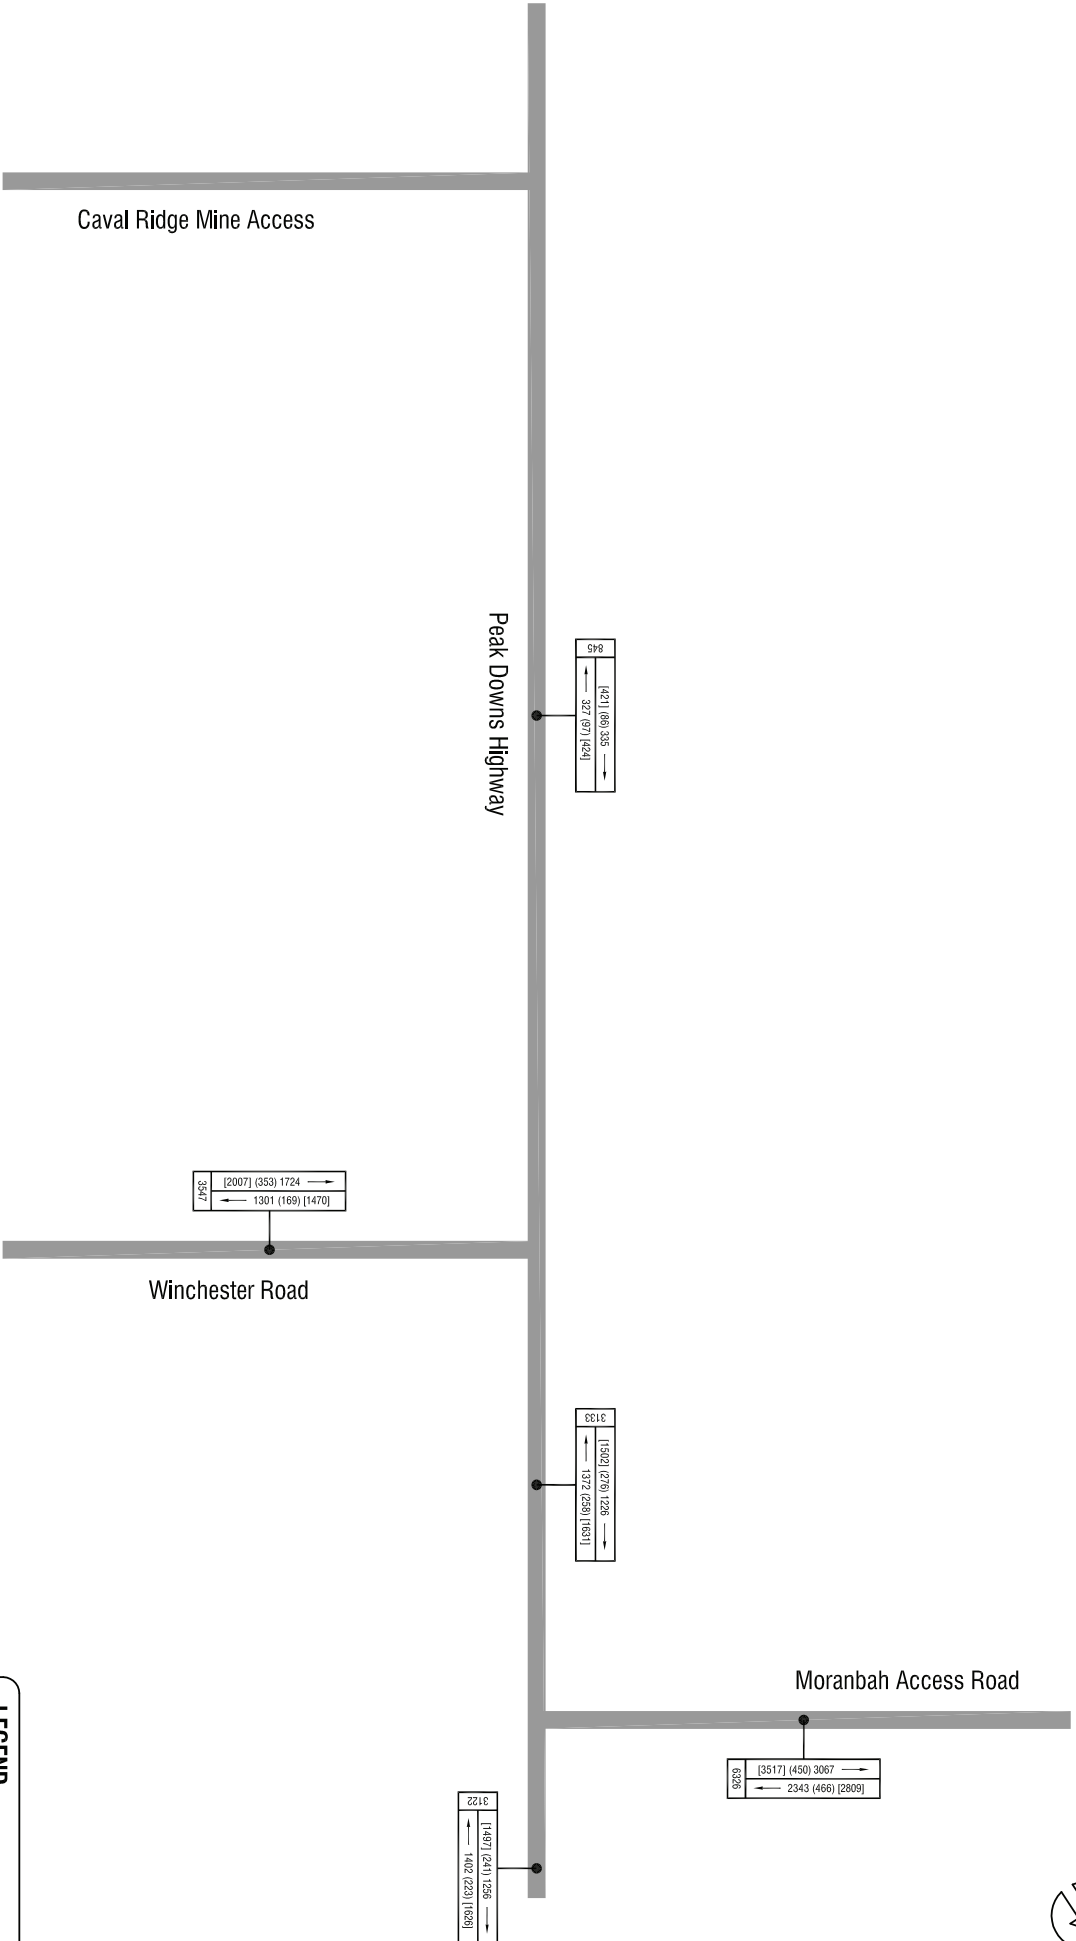 Caval Ridge Mine Access
Peak Downs Highway
845
[421] (86) 335
327 (97) [424]
3547
[2007] (353) 1724
1301 (169) [1470]
Winchester Road
3133
[1502] (276) 1226
1372 (258) [1631]
Moranbah Access Road
6326
[3517] (450) 3067
2343 (466) [2809]
3122
[1497] (241) 1256
1402 (223) [1626]
LEGEND